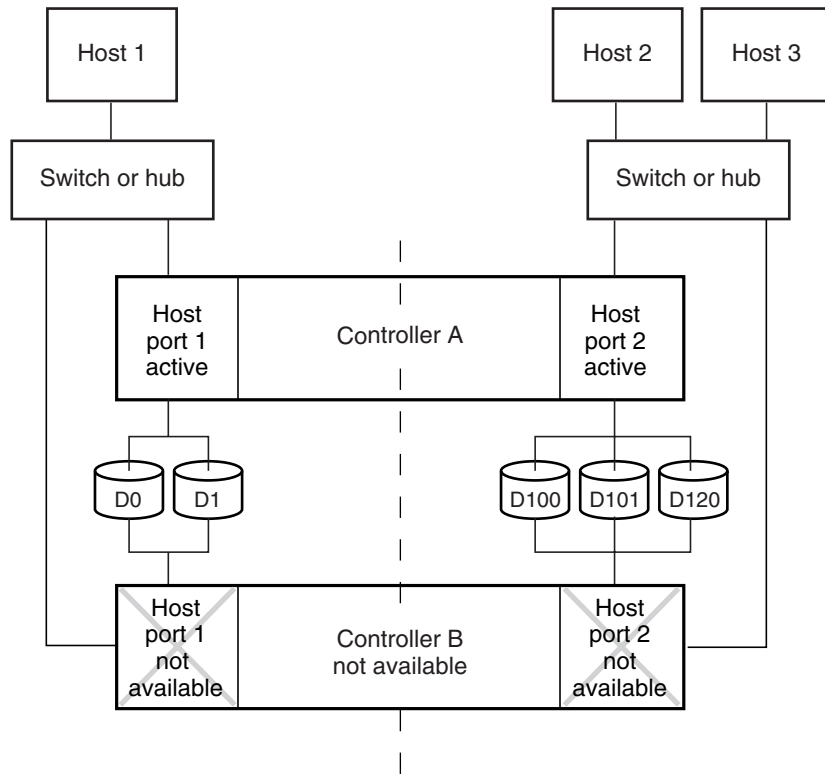 Host 1
Host 2
Host 3
Switch or hub
Switch or hub
Host
port 1
active
Controller A
Host
port 2
active
D0
D1
D100
D101
D120
Host
port 1
not
available
Controller B
not available
Host
port 2
not
available